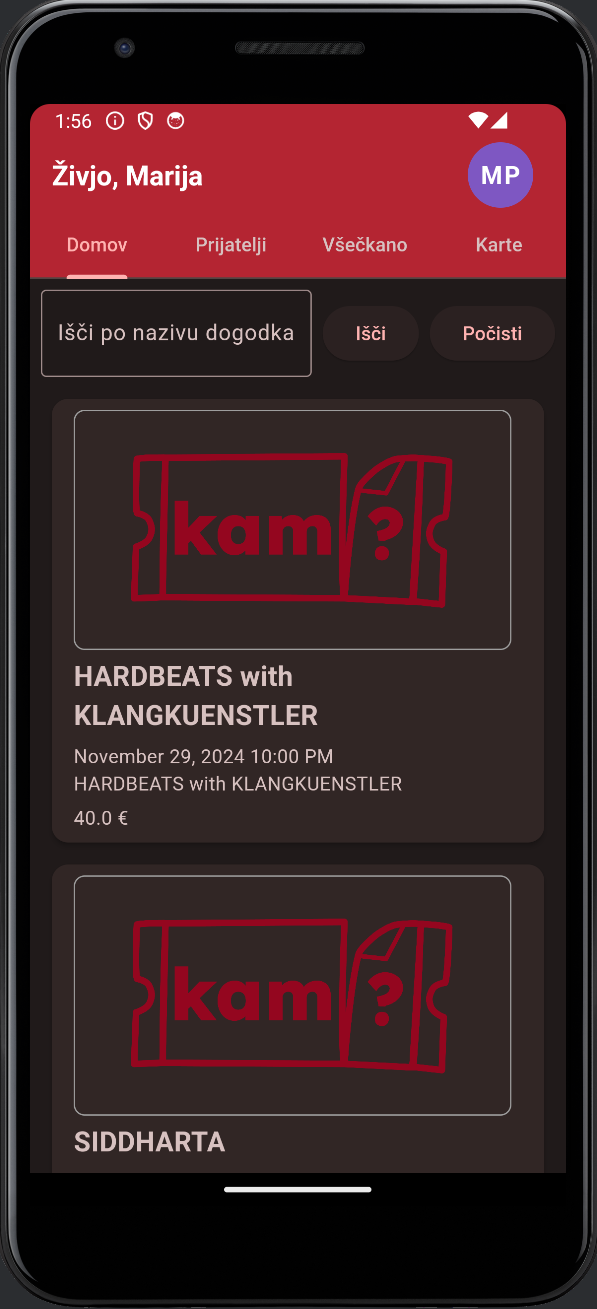 1:56
Živjo, Marija
MP
Domov Prijatelji Všečkano Karte
Išči po nazivu dogodka Išči Počisti
kam ?
HARDBEATS with
KLANGKUENSTLER
November 29, 2024 10:00 PM
HARDBEATS with KLANGKUENSTLER
40.0 €
kam ?
SIDDHARTA